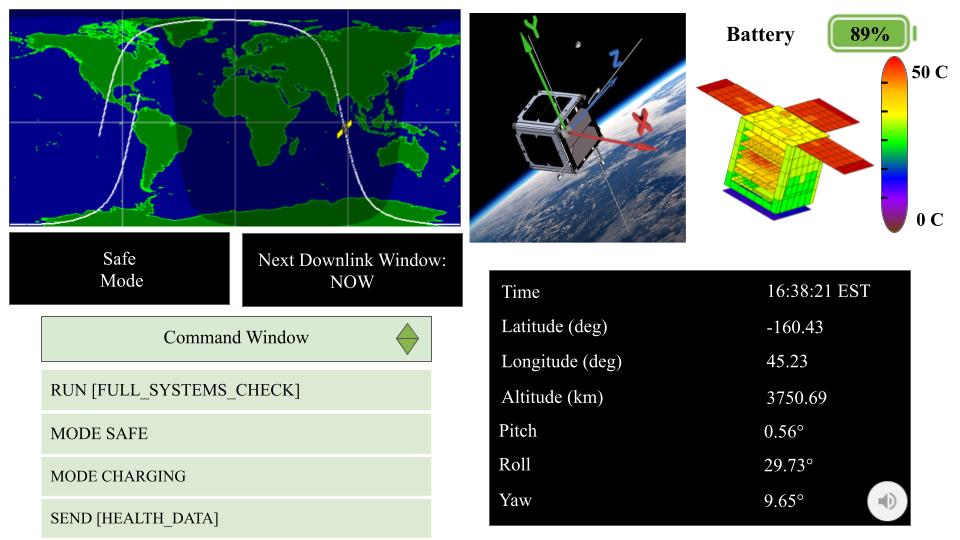 Y
Z
X
Battery
89%
50 C
0 C
Safe
Mode
Next Downlink Window:
NOW
Command Window
RUN [FULL_SYSTEMS_CHECK]
MODE SAFE
MODE CHARGING
SEND [HEALTH_DATA]
Time 16:38:21 EST
Latitude (deg) -160.43
Longitude (deg) 45.23
Altitude (km) 3750.69
Pitch 0.56°
Roll 29.73°
Yaw 9.65°